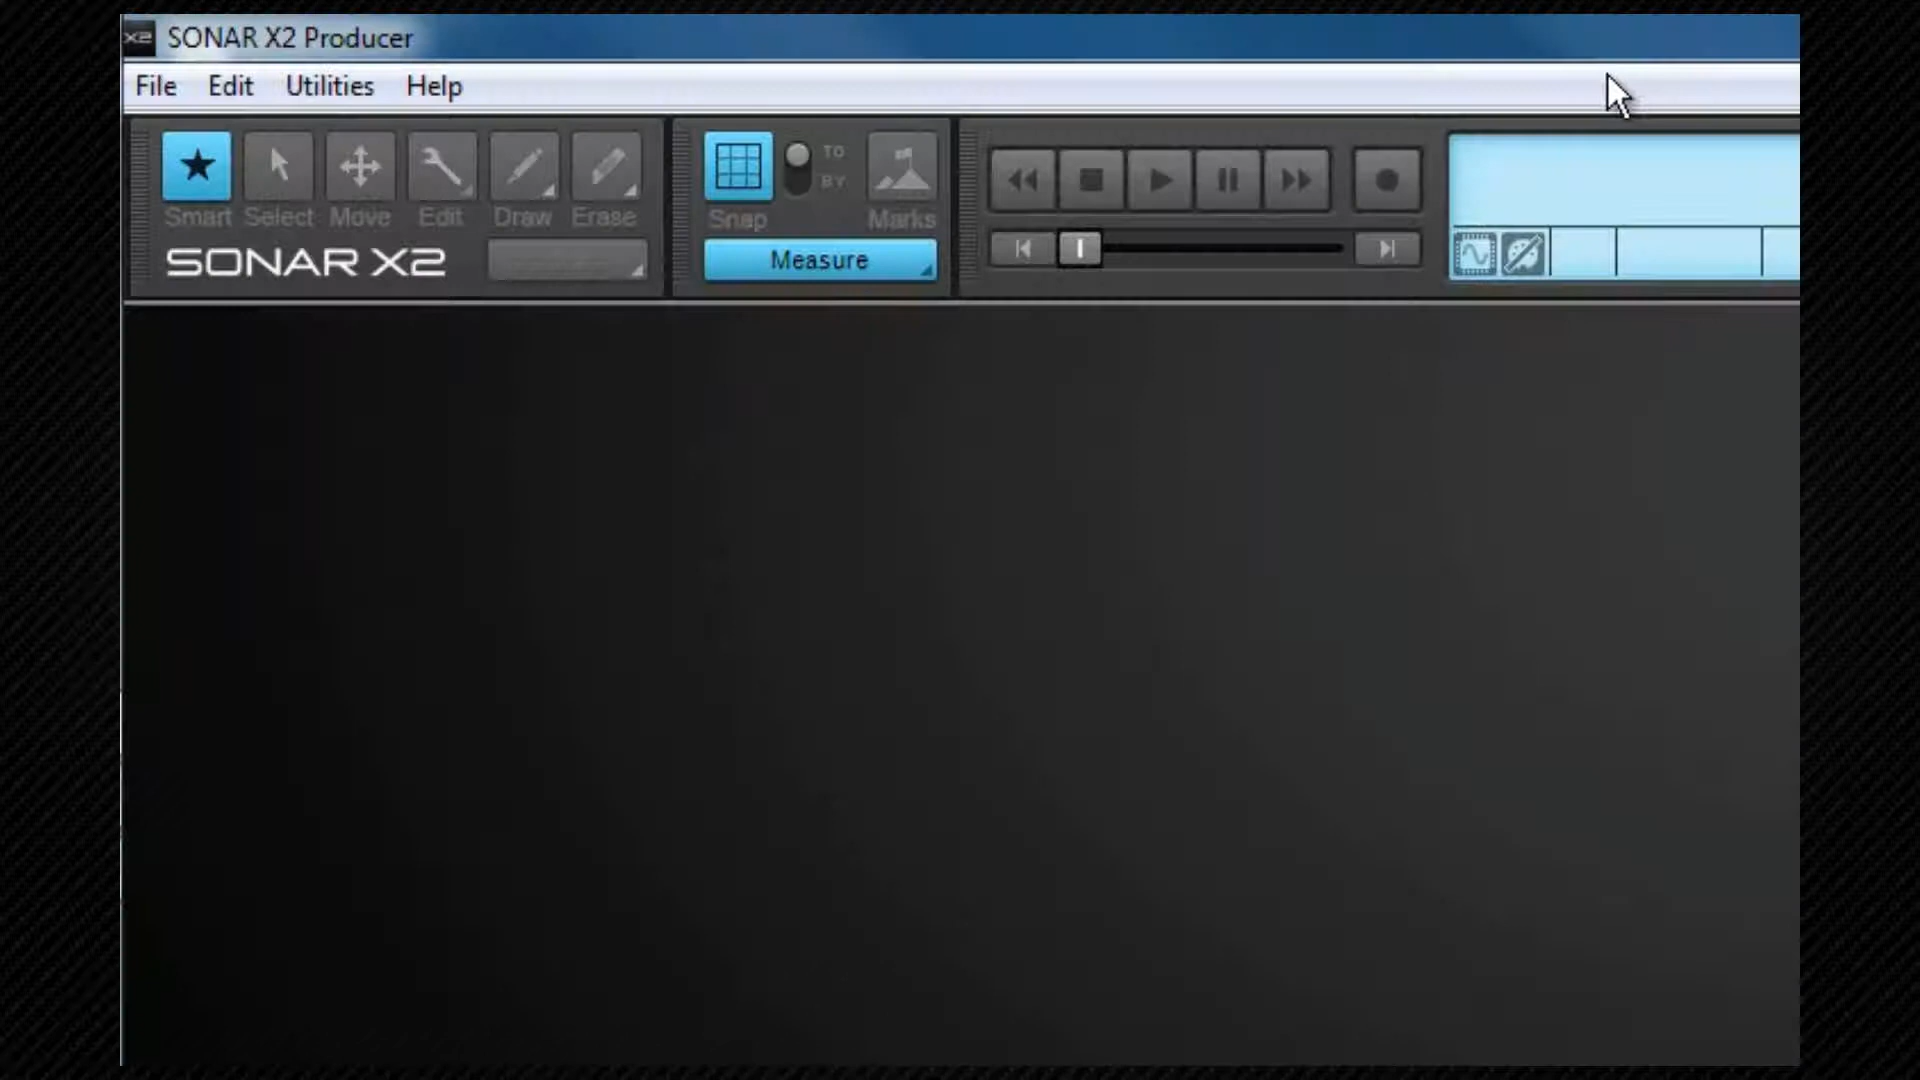 X2 SONAR X2 Producer
File Edit Utilities Help
Smart Select Move Edit Draw Erase
SONAR X2
TO
BY
Snap Marks
Measure